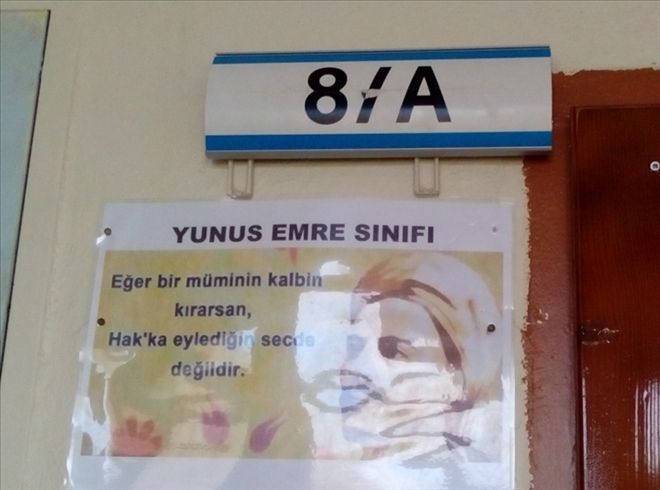 8/A
YUNUS EMRE SINIFI
Eğer bir müminin kalbin
kırarsan,
Hak'ka eylediğin secde
değildir.